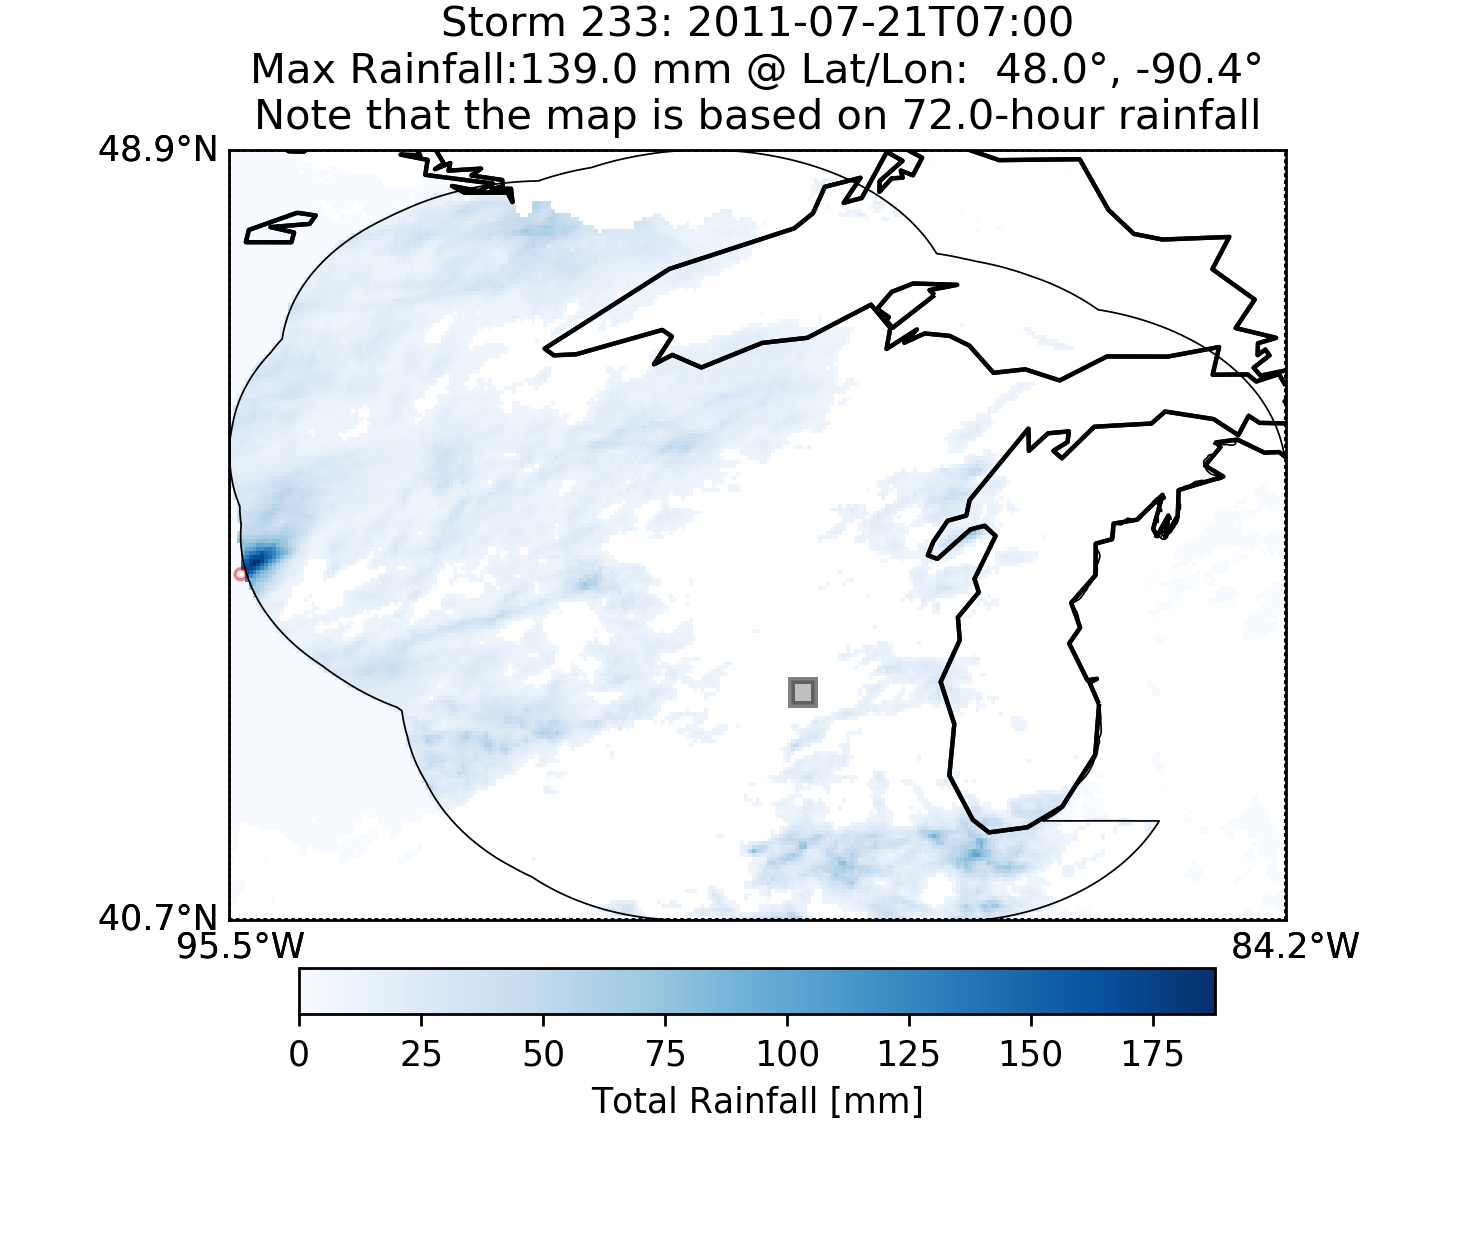 Storm 233: 2011-07-21T07:00
Max Rainfall:139.0 mm @ Lat/Lon:  48.0°, -90.4°
Note that the map is based on 72.0-hour rainfall
48.9°N
40.7°N
95.5°W 84.2°W
0 25 50 75 100 125 150 175
Total Rainfall [mm]